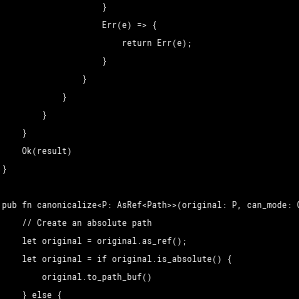 }
Err(e) => {
return Err(e);
}
}
}
}
}
Ok(result)
}
pub fn canonicalize<P: AsRef<Path>>(original: P, can_mode: C
// Create an absolute path
let original = original.as_ref();
let original = if original.is_absolute() {
original.to_path_buf()
} else {